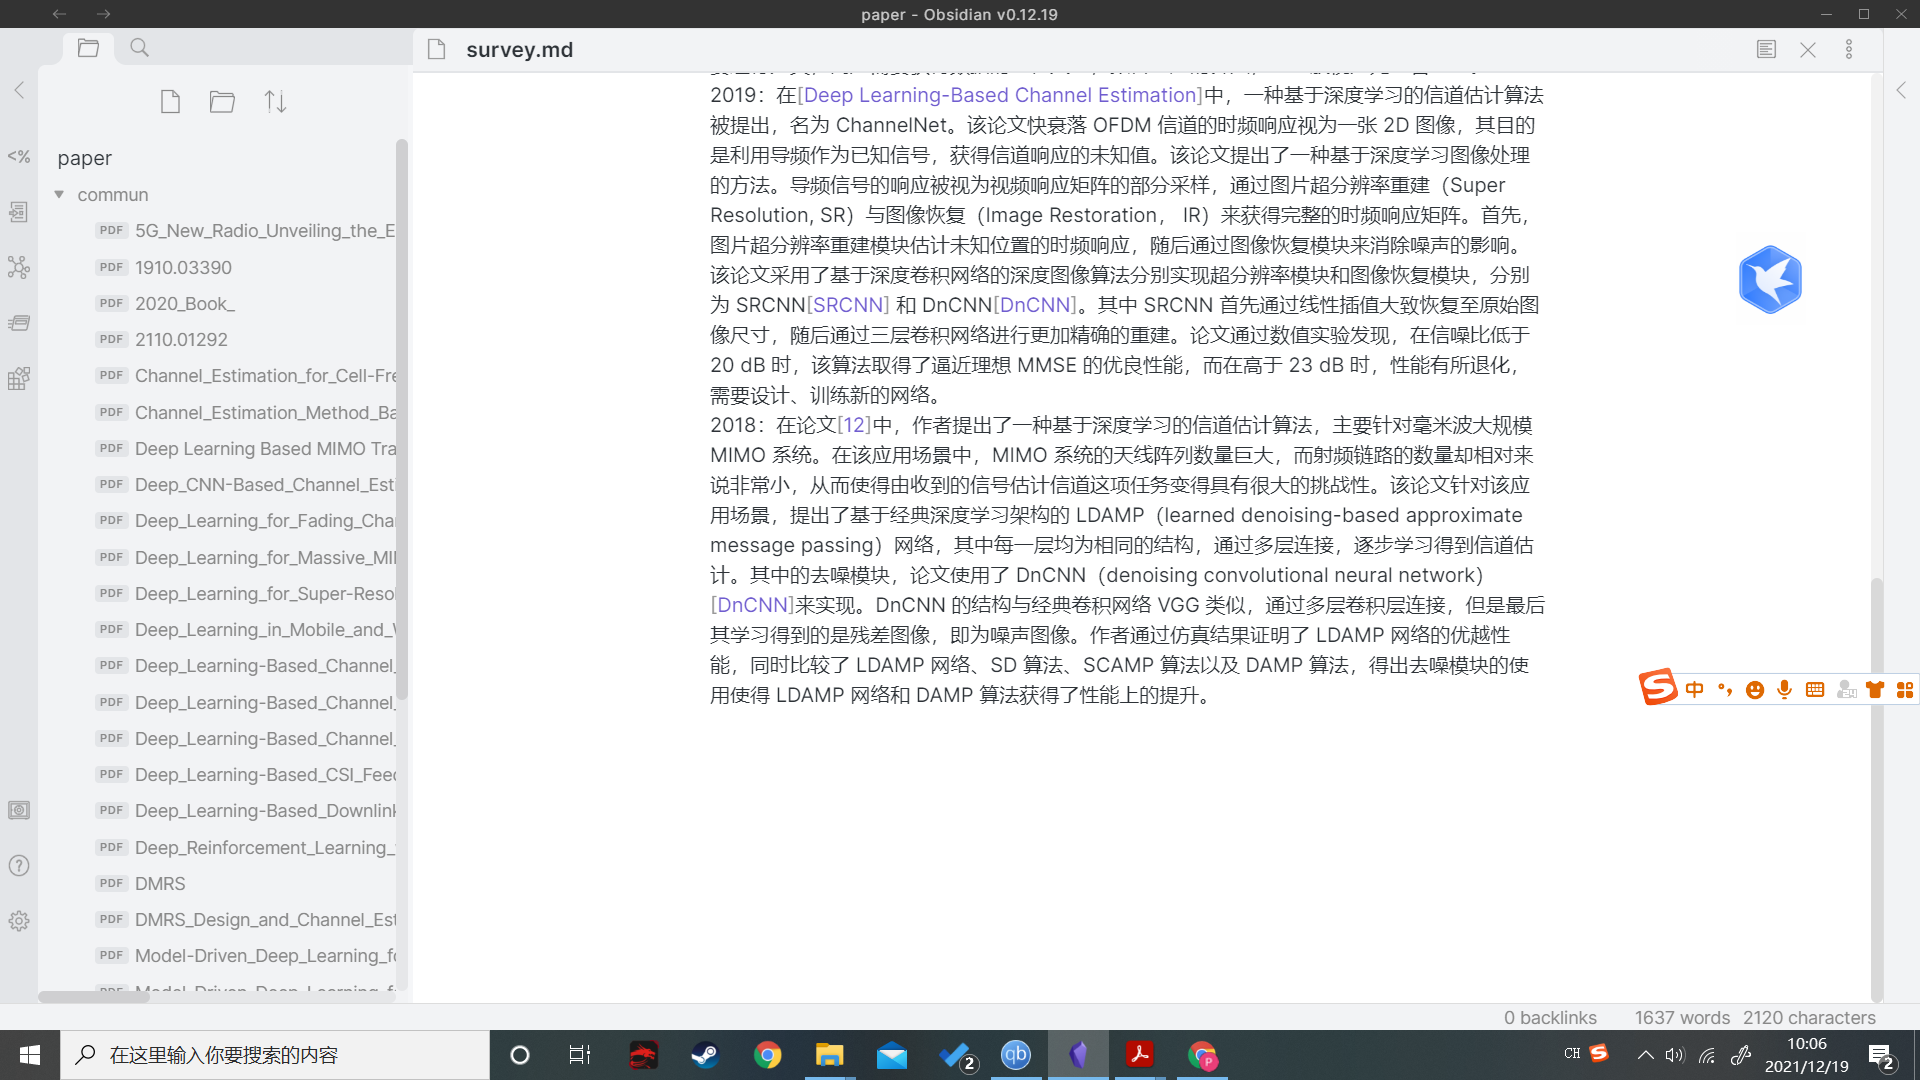 paper - Obsidian v0.12.19
survey.md
paper
commun
PDF 5G_New_Radio_Unveiling_the_E
PDF 1910.03390
PDF 2020_Book_
PDF 2110.01292
PDF Channel_Estimation_for_Cell-Fre
PDF Channel_Estimation_Method_Ba
PDF Deep Learning Based MIMO Tra
PDF Deep_CNN-Based_Channel_Est
PDF Deep_Learning_for_Fading_Cha
PDF Deep_Learning_for_Massive_MI
PDF Deep_Learning_for_Super-Reso
PDF Deep_Learning_in_Mobile_and_
PDF Deep_Learning-Based_Channel_
PDF Deep_Learning-Based_Channel_
PDF Deep_Learning-Based_Channel_
PDF Deep_Learning-Based_CSI_Feed
PDF Deep_Learning-Based_Downlink
PDF Deep_Reinforcement_Learning_
PDF DMRS
PDF DMRS_Design_and_Channel_Est
PDF Model-Driven_Deep_Learning_fo
PDF Model-Driven_Deep_Learning_f
2019：在[Deep Learning-Based Channel Estimation]中，一种基于深度学习的信道估计算法
被提出，名为 ChannelNet。该论文快衰落 OFDM 信道的时频响应视为一张 2D 图像，其目的
是利用导频作为已知信号，获得信道响应的未知值。该论文提出了一种基于深度学习图像处理
的方法。导频信号的响应被视为视频响应矩阵的部分采样，通过图片超分辨率重建（Super
Resolution, SR）与图像恢复（Image Restoration， IR）来获得完整的时频响应矩阵。首先，
图片超分辨率重建模块估计未知位置的时频响应，随后通过图像恢复模块来消除噪声的影响。
该论文采用了基于深度卷积网络的深度图像算法分别实现超分辨率模块和图像恢复模块，分别
为 SRCNN[SRCNN] 和 DnCNN[DnCNN]。其中 SRCNN 首先通过线性插值大致恢复至原始图
像尺寸，随后通过三层卷积网络进行更加精确的重建。论文通过数值实验发现，在信噪比低于
20 dB 时，该算法取得了逼近理想 MMSE 的优良性能，而在高于 23 dB 时，性能有所退化，
需要设计、训练新的网络。
2018：在论文[12]中，作者提出了一种基于深度学习的信道估计算法，主要针对毫米波大规模
MIMO 系统。在该应用场景中，MIMO 系统的天线阵列数量巨大，而射频链路的数量却相对来
说非常小，从而使得由收到的信号估计信道这项任务变得具有很大的挑战性。该论文针对该应
用场景，提出了基于经典深度学习架构的 LDAMP（learned denoising-based approximate
message passing）网络，其中每一层均为相同的结构，通过多层连接，逐步学习得到信道估
计。其中的去噪模块，论文使用了 DnCNN（denoising convolutional neural network）
[DnCNN]来实现。DnCNN 的结构与经典卷积网络 VGG 类似，通过多层卷积层连接，但是最后
其学习得到的是残差图像，即为噪声图像。作者通过仿真结果证明了 LDAMP 网络的优越性
能，同时比较了 LDAMP 网络、SD 算法、SCAMP 算法以及 DAMP 算法，得出去噪模块的使
用使得 LDAMP 网络和 DAMP 算法获得了性能上的提升。
中
0 backlinks 1637 words 2120 characters
在这里输入你要搜索的内容
2
qb
P
CH
10:06
2021/12/19
2